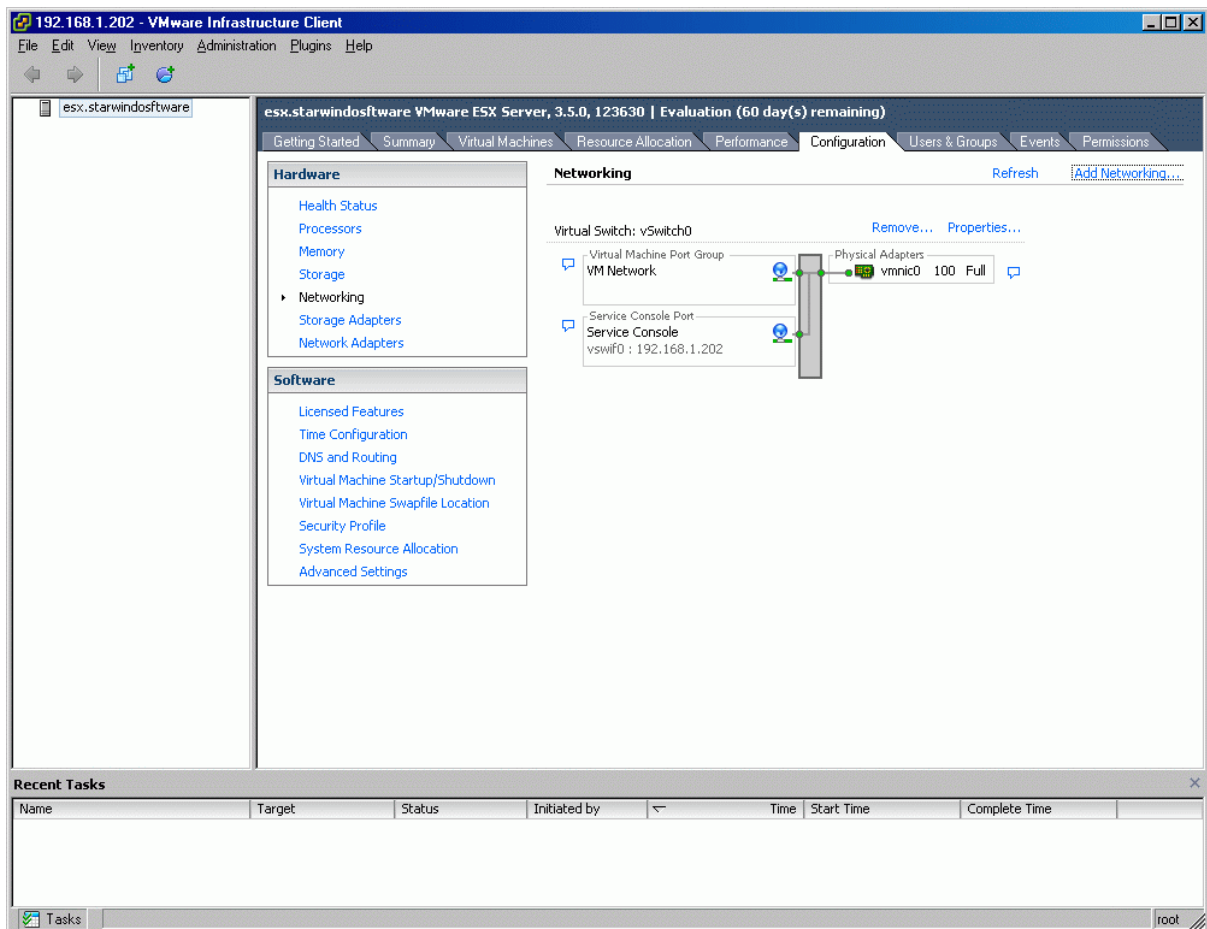 192.168.1.202 - VMware Infrastructure Client
File Edit View Inventory Administration Plugins Help
esx.starwindosftware
esx.starwindosftware VMware ESX Server, 3.5.0, 123630 | Evaluation (60 day(s) remaining)
Getting Started Summary Virtual Machines Resource Allocation Performance Configuration Users & Groups Events Permissions
Hardware
Health Status
Processors
Memory
Storage
Networking
Storage Adapters
Network Adapters
Software
Licensed Features
Time Configuration
DNS and Routing
Virtual Machine Startup/Shutdown
Virtual Machine Swapfile Location
Security Profile
System Resource Allocation
Advanced Settings
Networking Refresh Add Networking...
Virtual Switch: vSwitch0 Remove... Properties...
Virtual Machine Port Group
VM Network
Physical Adapters
vmnic0 100 Full
Service Console Port
Service Console
vswif0 : 192.168.1.202
Recent Tasks
Name Target Status Initiated by Time Start Time Complete Time
Tasks root